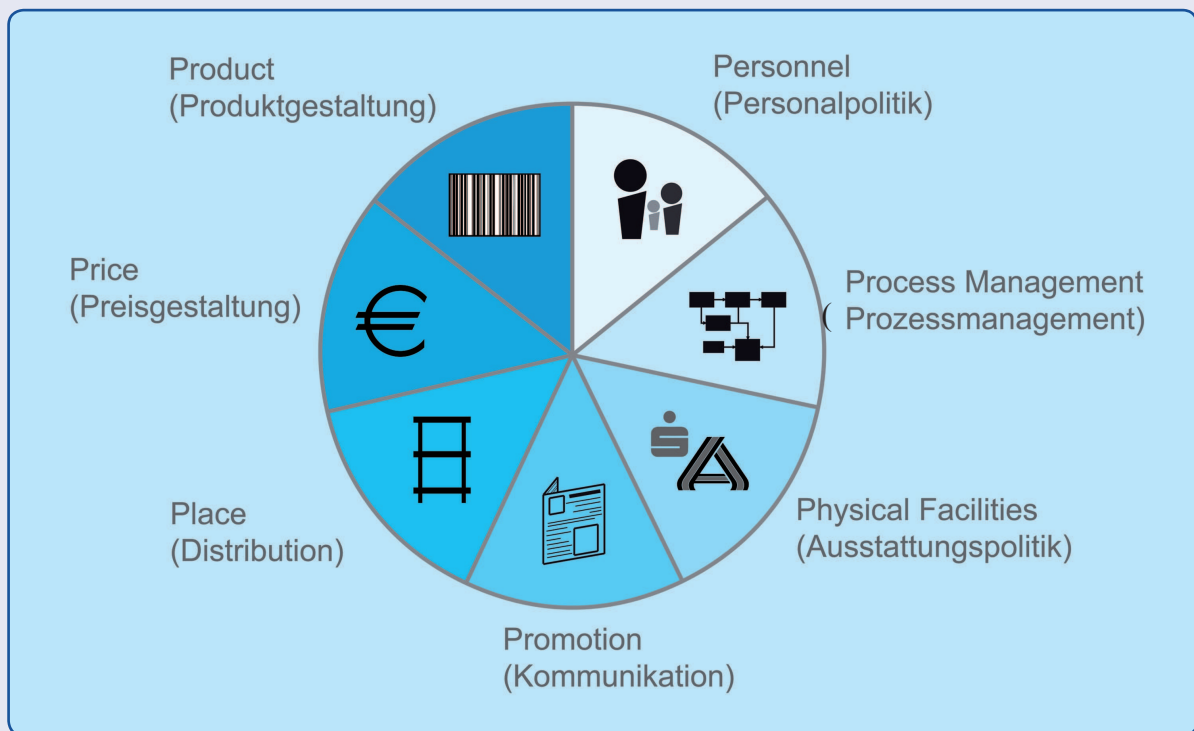 Product
(Produktgestaltung)
Personnel
(Personalpolitik)
Price
(Preisgestaltung)
Process Management
( Prozessmanagement)
Place
(Distribution)
Physical Facilities
(Ausstattungspolitik)
Promotion
(Kommunikation)